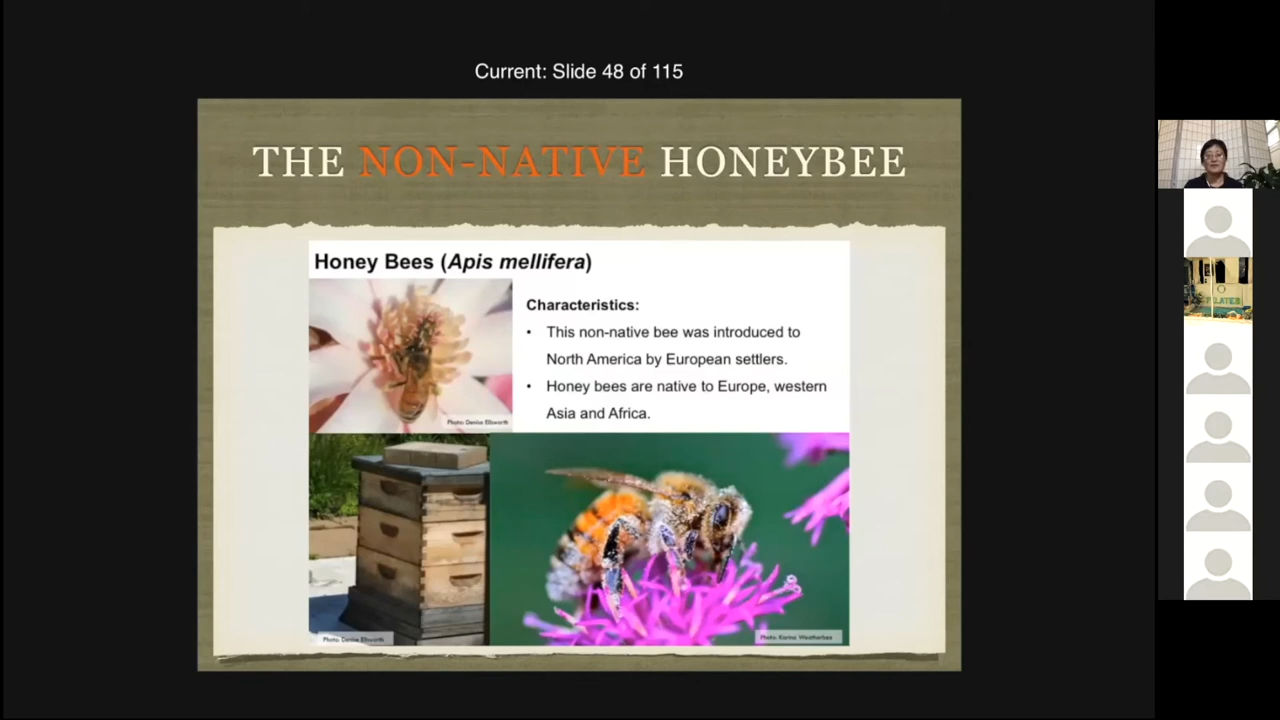 Current: Slide 48 of 115
THE NON-NATIVE HONEYBEE
Honey Bees (Apis mellifera)
Characteristics:
• This non-native bee was introduced to
North America by European settlers.
• Honey bees are native to Europe, western
Asia and Africa.
Photo: Denise Ellsworth
Photo: Denise Ellsworth
Photo: Karina Weatherbee